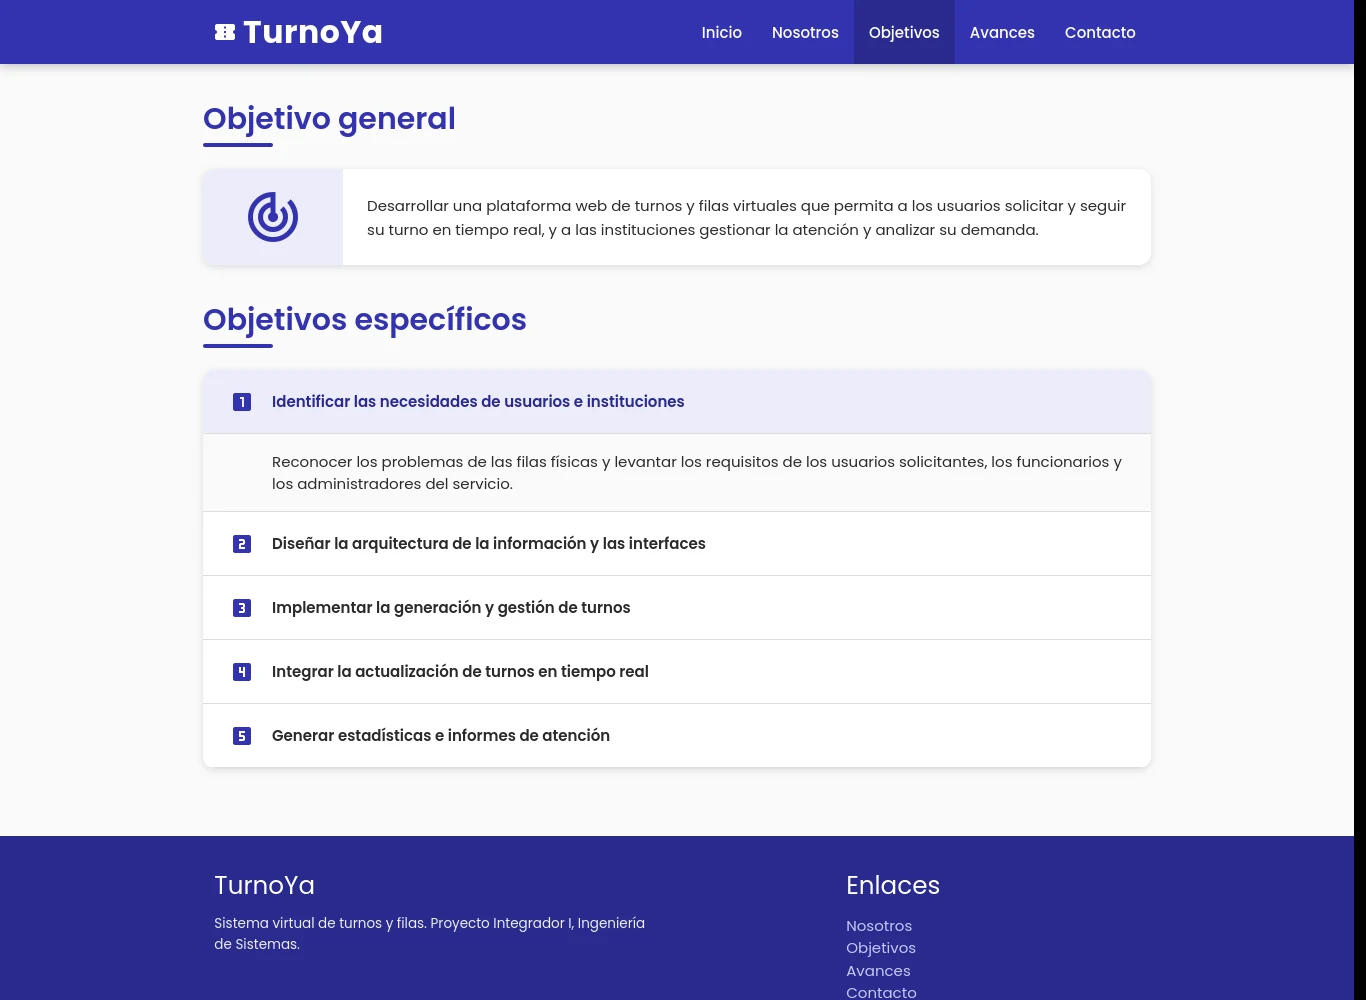 TurnoYa
Inicio Nosotros Objetivos Avances Contacto
Objetivo general
Desarrollar una plataforma web de turnos y filas virtuales que permita a los usuarios solicitar y seguir
su turno en tiempo real, y a las instituciones gestionar la atención y analizar su demanda.
Objetivos específicos
1 Identificar las necesidades de usuarios e instituciones
Reconocer los problemas de las filas físicas y levantar los requisitos de los usuarios solicitantes, los funcionarios y
los administradores del servicio.
2 Diseñar la arquitectura de la información y las interfaces
3 Implementar la generación y gestión de turnos
4 Integrar la actualización de turnos en tiempo real
5 Generar estadísticas e informes de atención
TurnoYa
Sistema virtual de turnos y filas. Proyecto Integrador I, Ingeniería
de Sistemas.
Enlaces
Nosotros
Objetivos
Avances
Contacto